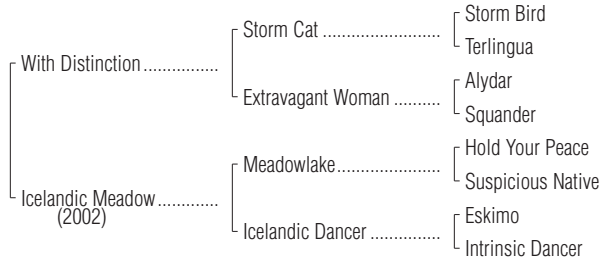 Storm Bird
Storm Cat ..........................
Terlingua
With Distinction ................
Alydar
Extravagant Woman ..........
Squander
Hold Your Peace
Meadowlake.......................
Suspicious Native
Icelandic Meadow.............
(2002)
Eskimo
Icelandic Dancer ...............
Intrinsic Dancer